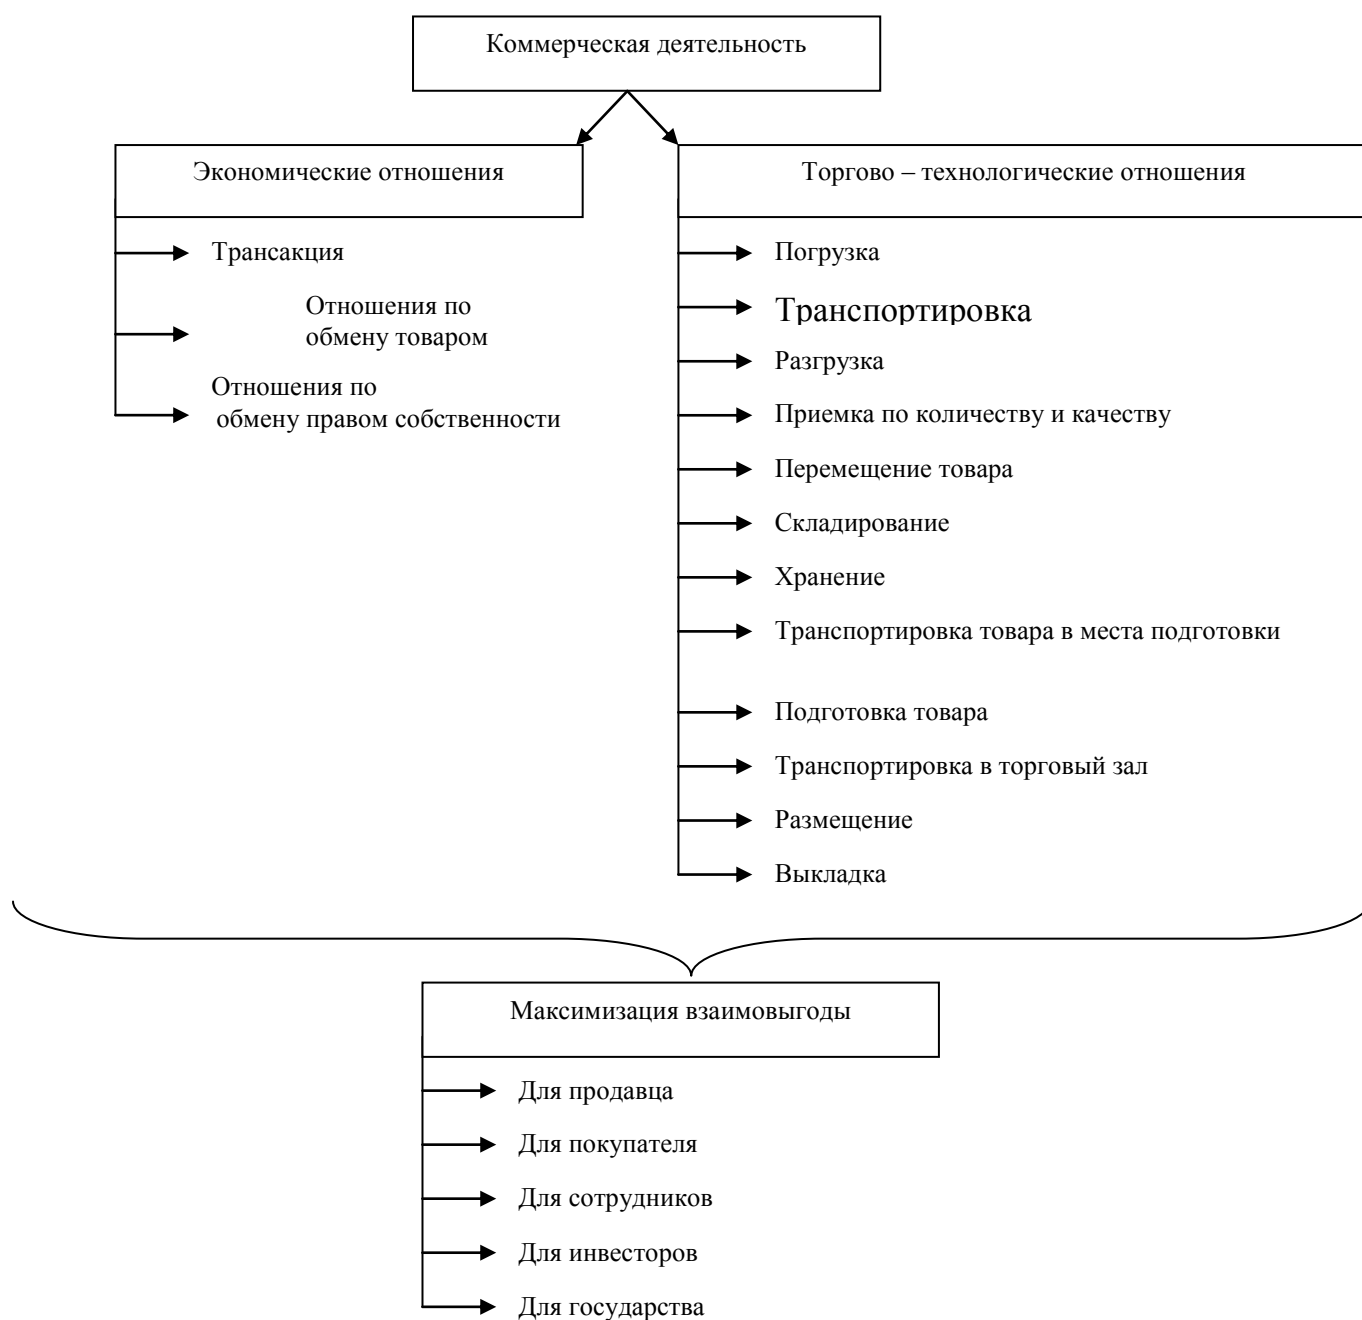 Коммерческая деятельность
Экономические отношения
Трансакция
Отношения по
обмену товаром
Отношения по
обмену правом собственности
Торгово – технологические отношения
Погрузка
Транспортировка
Разгрузка
Приемка по количеству и качеству
Перемещение товара
Складирование
Хранение
Транспортировка товара в места подготовки
Подготовка товара
Транспортировка в торговый зал
Размещение
Выкладка
Максимизация взаимовыгоды
Для продавца
Для покупателя
Для сотрудников
Для инвесторов
Для государства